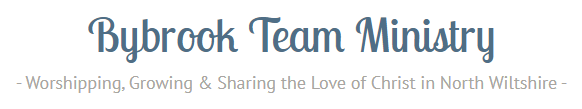 Bybrook Team Ministry
- Worshipping, Growing & Sharing the Love of Christ in North Wiltshire -